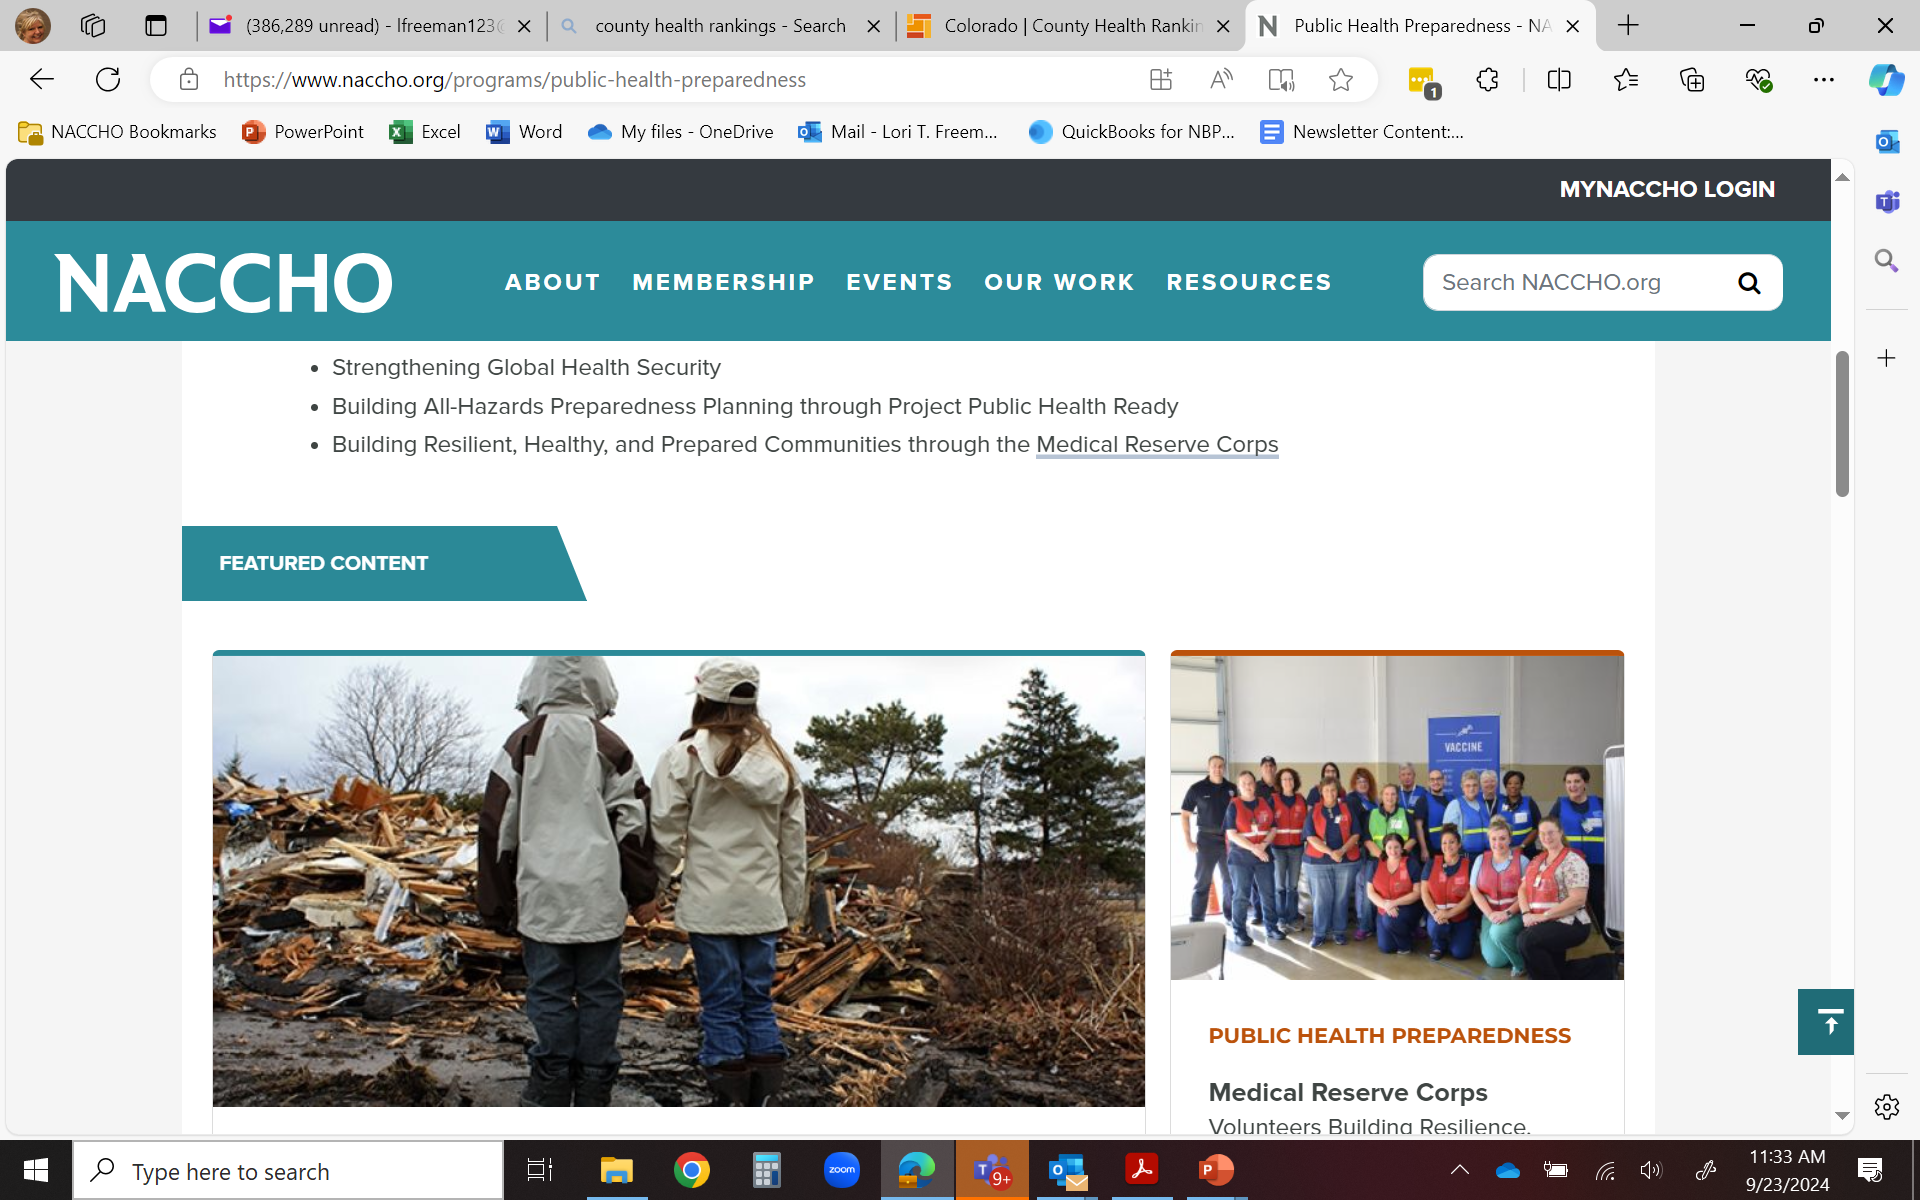 (386,289 unread) - lfreeman123@
county health rankings - Search
Colorado | County Health Rankin
Public Health Preparedness - NA
https://www.naccho.org/programs/public-health-preparedness
1
NACCHO Bookmarks
PowerPoint
Excel
Word
My files - OneDrive
Mail - Lori T. Freem...
QuickBooks for NBP...
Newsletter Content:...
MYNACCHO LOGIN
NACCHO
ABOUT MEMBERSHIP EVENTS OUR WORK RESOURCES
Search NACCHO.org
• Strengthening Global Health Security
• Building All-Hazards Preparedness Planning through Project Public Health Ready
• Building Resilient, Healthy, and Prepared Communities through the Medical Reserve Corps
FEATURED CONTENT
VACCINE
PUBLIC HEALTH PREPAREDNESS
Medical Reserve Corps
Volunteers Building Resilience,
Type here to search
zoom
9+
11:33 AM
9/23/2024